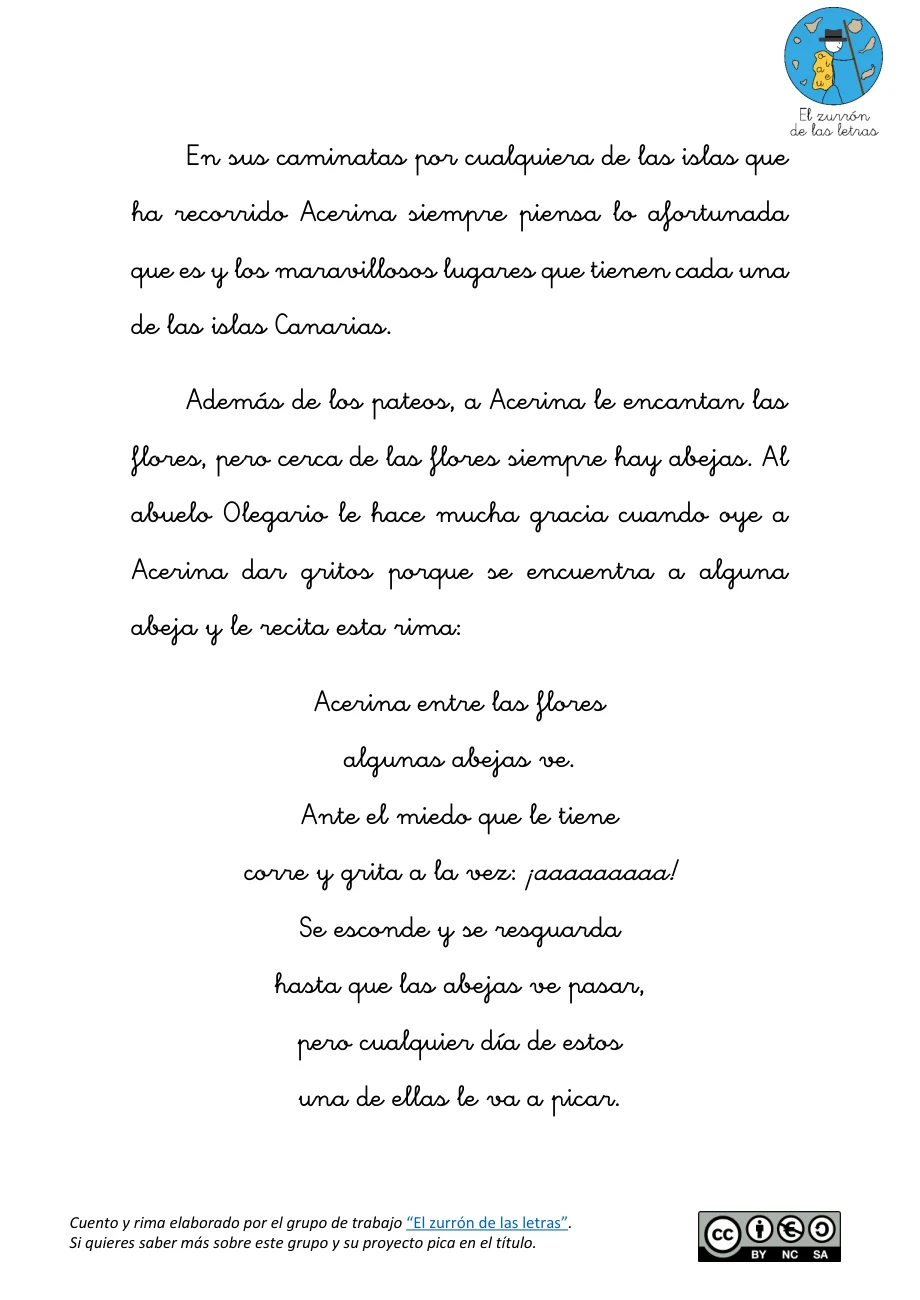 El zurrón
de las letras
En sus caminatas por cualquiera de las islas que
ha recorrido Acerina siempre piensa lo afortunada
que es y los maravillosos lugares que tienen cada una
de las islas Canarias.
Además de los pateos, a Acerina le encantan las
flores, pero cerca de las flores siempre hay abejas. Al
abuelo Olegario le hace mucha gracia cuando oye a
Acerina dar gritos porque se encuentra a alguna
abeja y le recita esta rima:
Acerina entre las flores
algunas abejas ve.
Ante el miedo que le tiene
corre y grita a la vez: ¡aaaaaaaaa!
Se esconde y se resguarda
hasta que las abejas ve pasar,
pero cualquier día de estos
una de ellas le va a picar.
Cuento y rima elaborado por el grupo de trabajo “El zurrón de las letras”.
Si quieres saber más sobre este grupo y su proyecto pica en el título.
cc BY NC SA